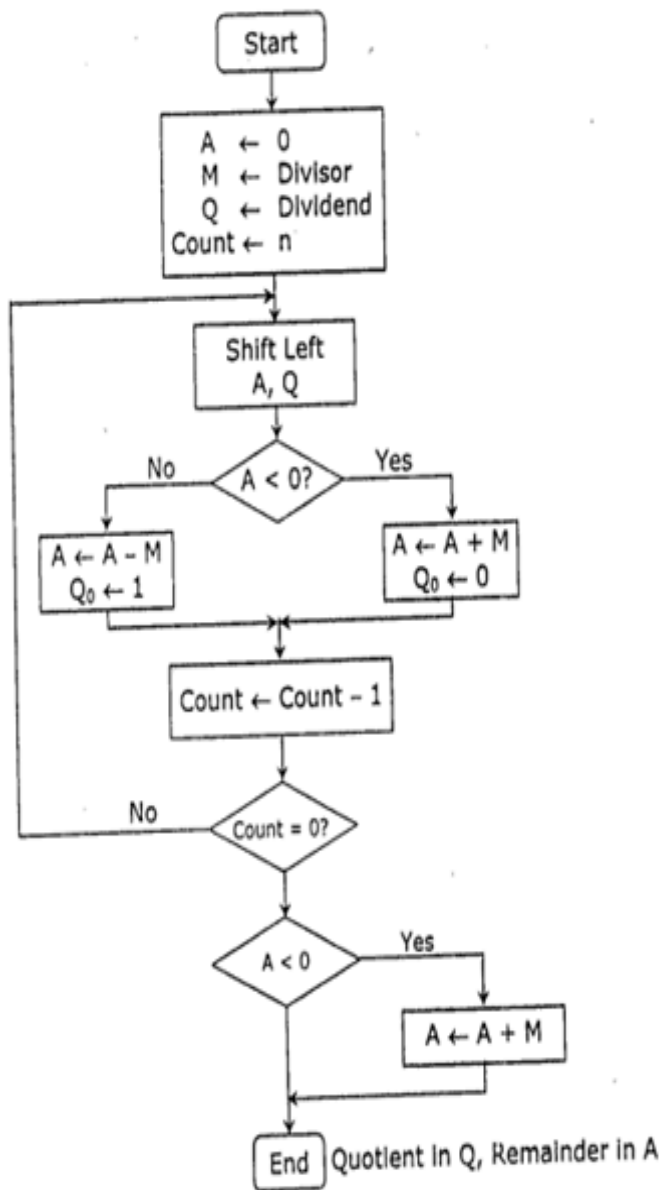 Start
A ← 0
M ← Divisor
Q ← Dividend
Count ← n
Shift Left
A, Q
No
A < 0?
Yes
A ← A – M
Q₀ ← 1
A ← A + M
Q₀ ← 0
Count ← Count – 1
No
Count = 0?
A < 0
Yes
A ← A + M
End
Quotient in Q, Remainder in A